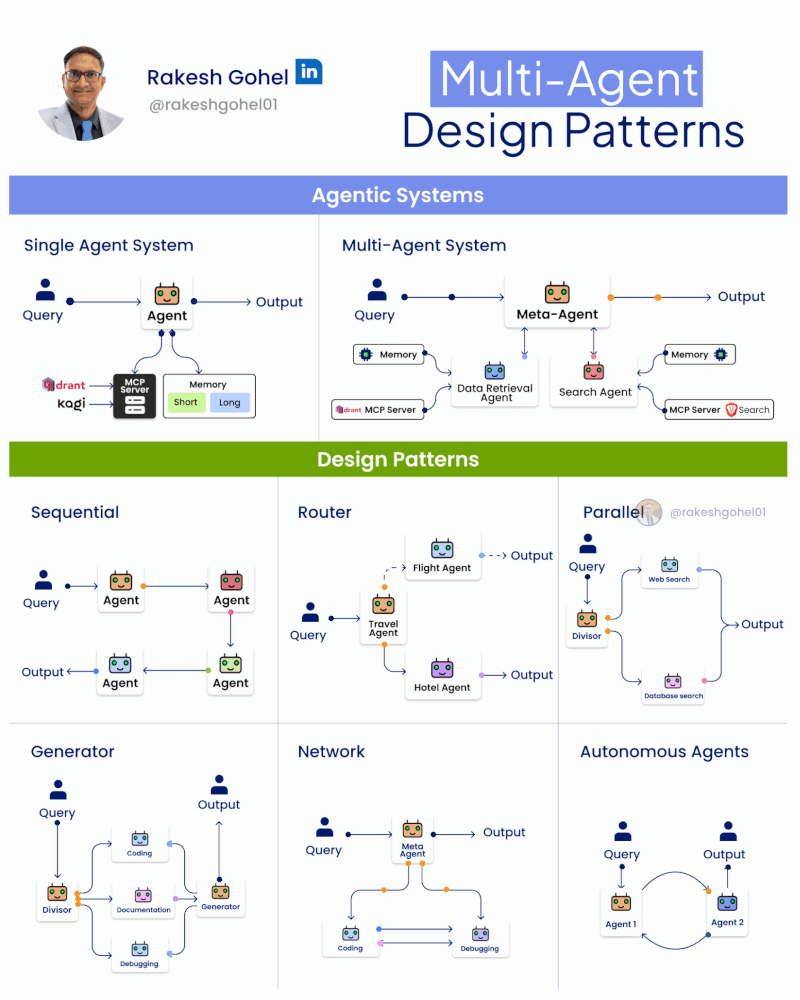 Rakesh Gohel in
@rakeshgohel01
Multi-Agent
Design Patterns
Agentic Systems
Single Agent System
Query
Agent
Output
drant
kagi
MCP
Server
Memory
Short
Long
Multi-Agent System
Query
Meta-Agent
Output
Memory
Data Retrieval
Agent
drant MCP Server
Memory
Search Agent
MCP Server Search
Design Patterns
Sequential
Query
Agent
Agent
Output
Agent
Agent
Router
Flight Agent
Output
Query
Travel
Agent
Hotel Agent
Output
Parallel
@rakeshgohel01
Query
Web Search
Divisor
Output
Database search
Generator
Query
Output
Coding
Divisor
Documentation
Generator
Debugging
Network
Query
Meta
Agent
Output
Coding
Debugging
Autonomous Agents
Query
Output
Agent 1
Agent 2